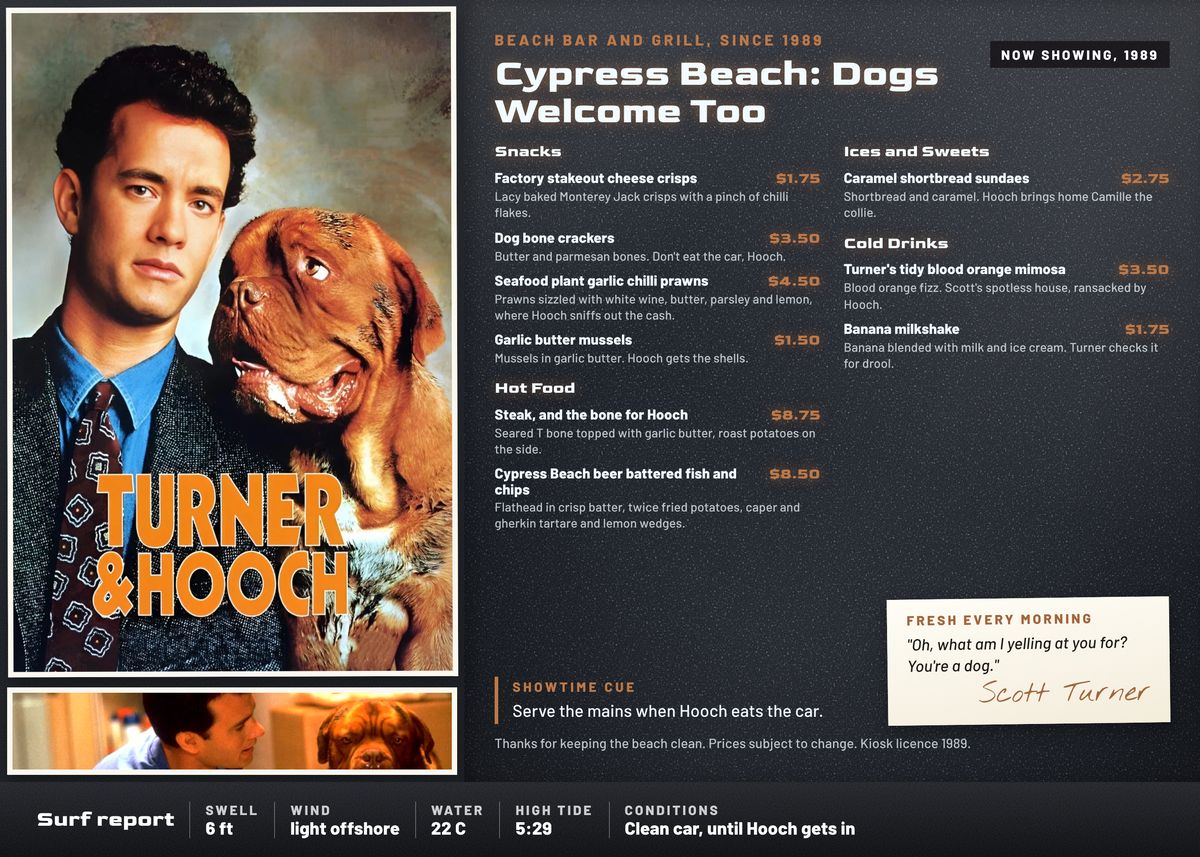 TURNER
&HOOCH
BEACH BAR AND GRILL, SINCE 1989
NOW SHOWING, 1989
Cypress Beach: Dogs
Welcome Too
Snacks
Factory stakeout cheese crisps $1.75
Lacy baked Monterey Jack crisps with a pinch of chilli
flakes.
Dog bone crackers $3.50
Butter and parmesan bones. Don't eat the car, Hooch.
Seafood plant garlic chilli prawns $4.50
Prawns sizzled with white wine, butter, parsley and lemon,
where Hooch sniffs out the cash.
Garlic butter mussels $1.50
Mussels in garlic butter. Hooch gets the shells.
Hot Food
Steak, and the bone for Hooch $8.75
Seared T bone topped with garlic butter, roast potatoes on
the side.
Cypress Beach beer battered fish and
chips $8.50
Flathead in crisp batter, twice fried potatoes, caper and
gherkin tartare and lemon wedges.
Ices and Sweets
Caramel shortbread sundaes $2.75
Shortbread and caramel. Hooch brings home Camille the
collie.
Cold Drinks
Turner's tidy blood orange mimosa $3.50
Blood orange fizz. Scott's spotless house, ransacked by
Hooch.
Banana milkshake $1.75
Banana blended with milk and ice cream. Turner checks it
for drool.
FRESH EVERY MORNING
"Oh, what am I yelling at you for?
You're a dog."
Scott Turner
SHOWTIME CUE
Serve the mains when Hooch eats the car.
Thanks for keeping the beach clean. Prices subject to change. Kiosk licence 1989.
Surf report
SWELL
6 ft
WIND
light offshore
WATER
22 C
HIGH TIDE
5:29
CONDITIONS
Clean car, until Hooch gets in